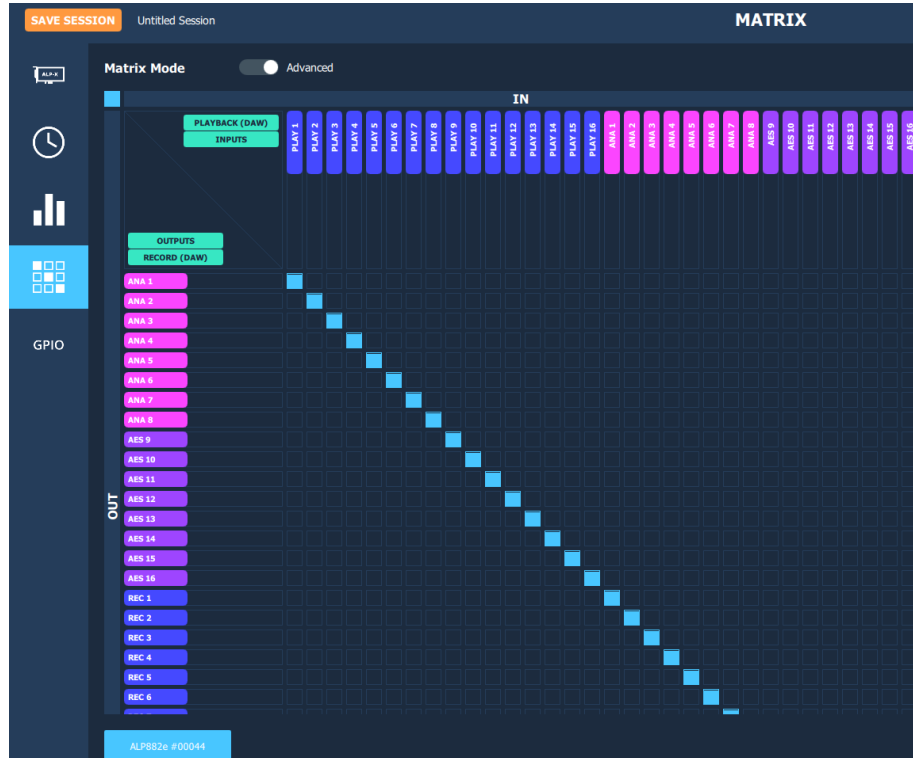 SAVE SESSION Untitled Session MATRIX
ALP-X
Matrix Mode Advanced
IN
PLAYBACK (DAW)
INPUTS
PLAY 1 PLAY 2 PLAY 3 PLAY 4 PLAY 5 PLAY 6 PLAY 7 PLAY 8 PLAY 9 PLAY 10 PLAY 11 PLAY 12 PLAY 13 PLAY 14 PLAY 15 PLAY 16 ANA 1 ANA 2 ANA 3 ANA 4 ANA 5 ANA 6 ANA 7 ANA 8 AES 9 AES 10 AES 11 AES 12 AES 13 AES 14 AES 15 AES 16
OUTPUTS
RECORD (DAW)
ANA 1
ANA 2
ANA 3
ANA 4
ANA 5
ANA 6
GPIO
ANA 7
ANA 8
AES 9
AES 10
AES 11
OUT
AES 12
AES 13
AES 14
AES 15
AES 16
REC 1
REC 2
REC 3
REC 4
REC 5
REC 6
ALP882e #00044